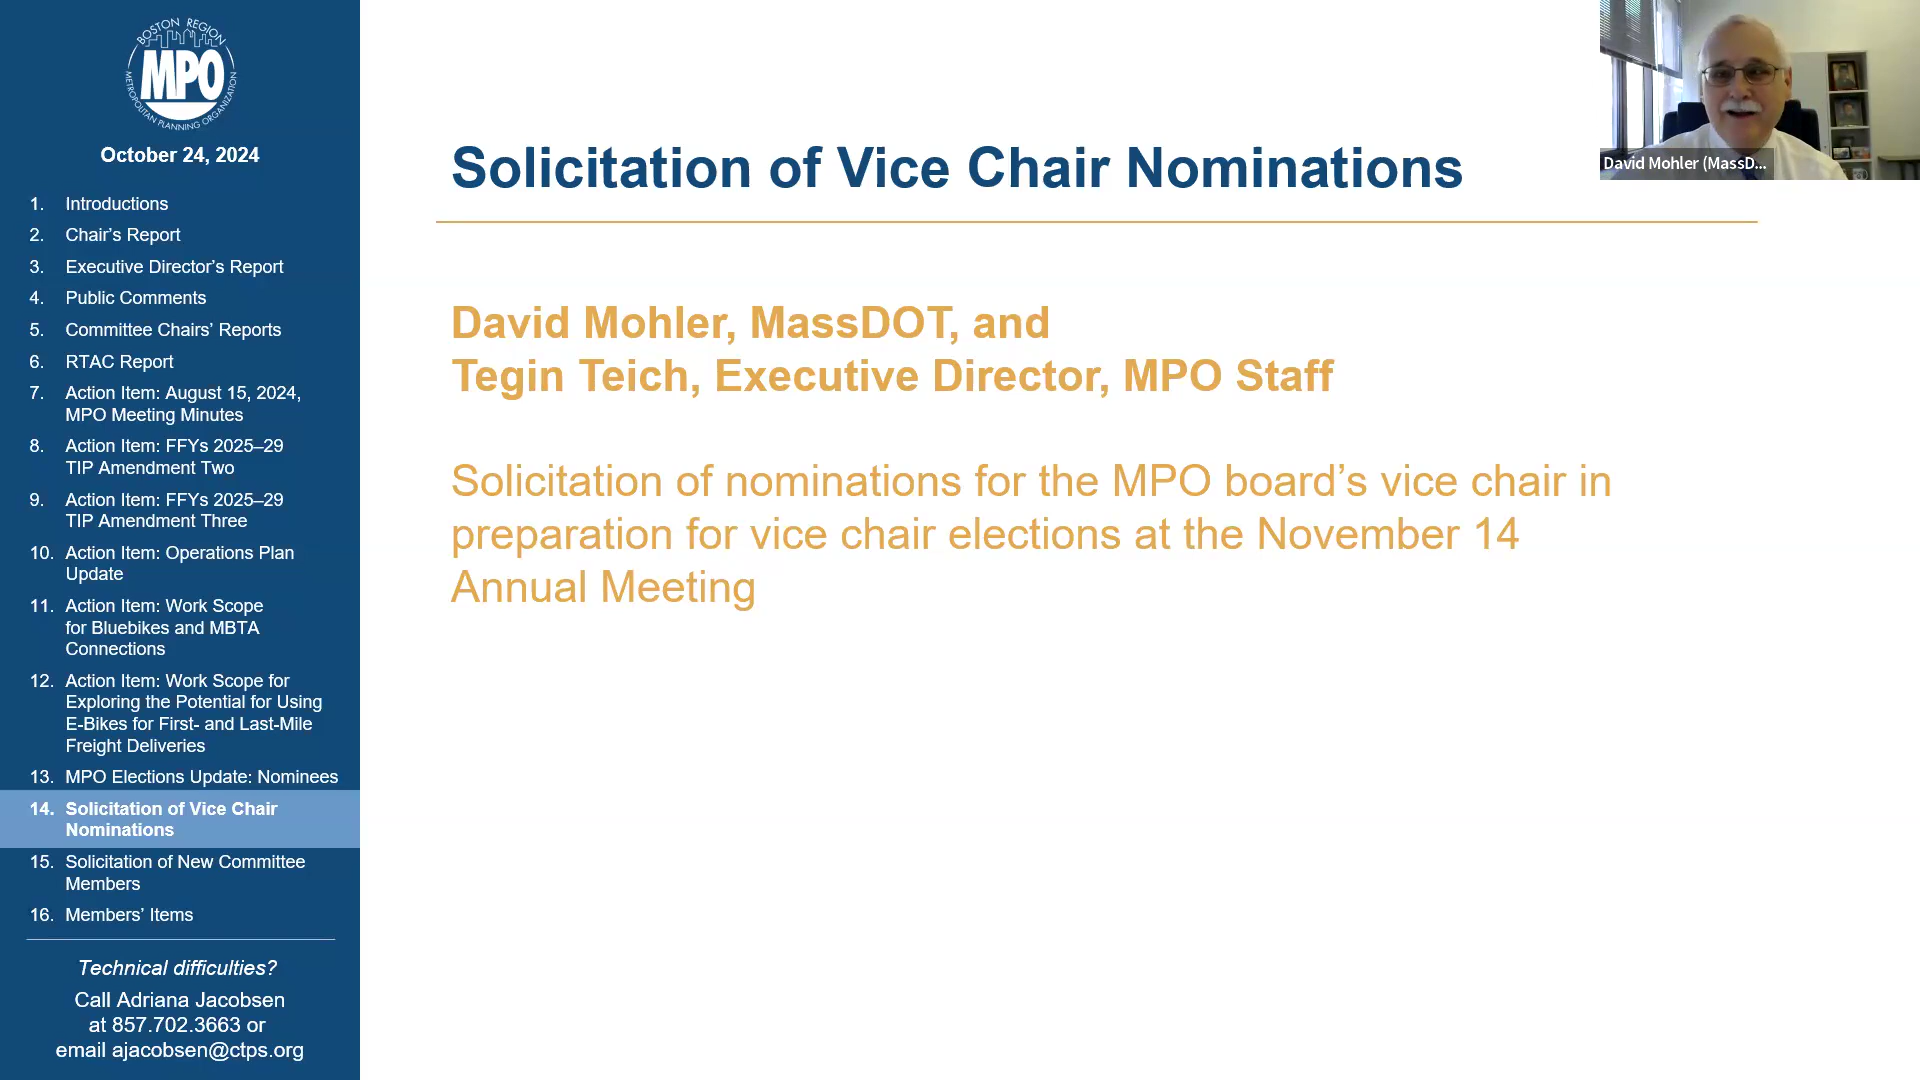 BOSTON REGION
MPO
METROPOLITAN PLANNING ORGANIZATION
October 24, 2024
1. Introductions
2. Chair’s Report
3. Executive Director’s Report
4. Public Comments
5. Committee Chairs’ Reports
6. RTAC Report
7. Action Item: August 15, 2024,
MPO Meeting Minutes
8. Action Item: FFYs 2025–29
TIP Amendment Two
9. Action Item: FFYs 2025–29
TIP Amendment Three
10. Action Item: Operations Plan
Update
11. Action Item: Work Scope
for Bluebikes and MBTA
Connections
12. Action Item: Work Scope for
Exploring the Potential for Using
E-Bikes for First- and Last-Mile
Freight Deliveries
13. MPO Elections Update: Nominees
14. Solicitation of Vice Chair
Nominations
15. Solicitation of New Committee
Members
16. Members’ Items
Technical difficulties?
Call Adriana Jacobsen
at 857.702.3663 or
email ajacobsen@ctps.org
Solicitation of Vice Chair Nominations
David Mohler, MassDOT, and
Tegin Teich, Executive Director, MPO Staff
Solicitation of nominations for the MPO board’s vice chair in
preparation for vice chair elections at the November 14
Annual Meeting
David Mohler (MassD...